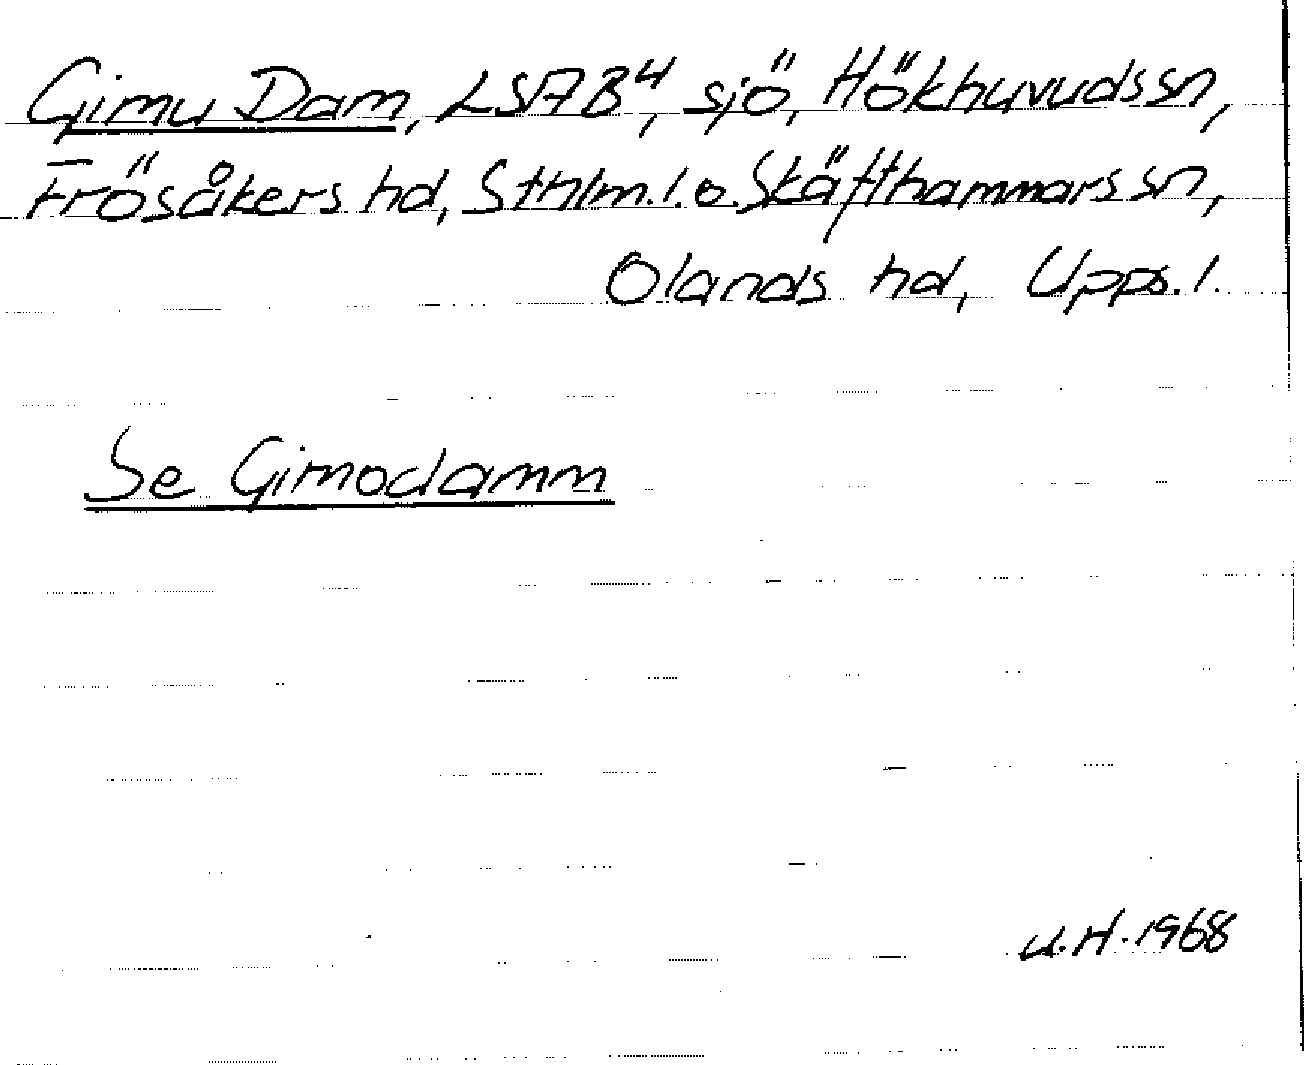 Gimu Dam, LSAB4, sjö, Hökhuvuds sn,
Frösåkers hd, Sthlm.l.o.Skäfthammars sn,
Olands hd, Upps.l.
Se Gimodamm
U.H.1968